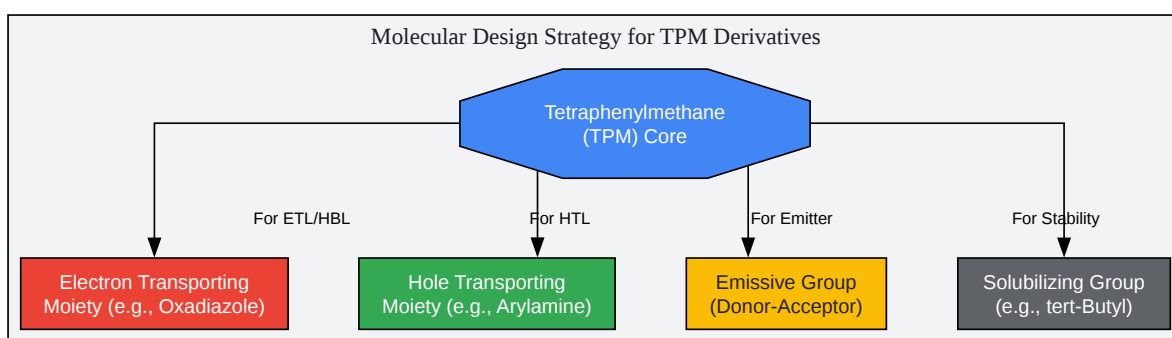 Molecular Design Strategy for TPM Derivatives
Tetraphenylmethane
(TPM) Core
For ETL/HBL
For HTL
For Emitter
For Stability
Electron Transporting
Moiety (e.g., Oxadiazole)
Hole Transporting
Moiety (e.g., Arylamine)
Emissive Group
(Donor-Acceptor)
Solubilizing Group
(e.g., tert-Butyl)